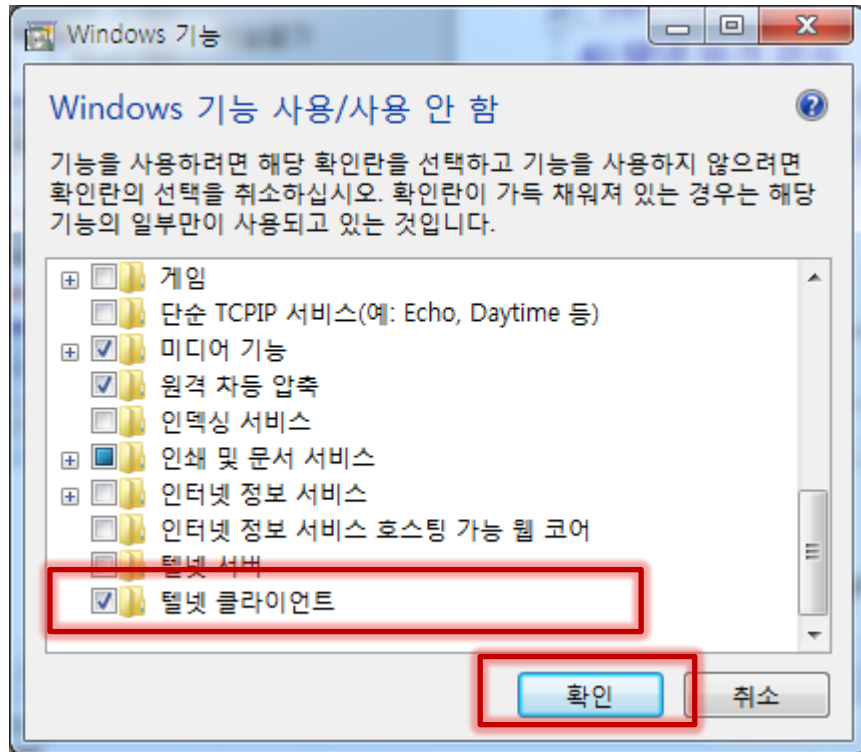 Windows 기능
Windows 기능 사용/사용 안 함
기능을 사용하려면 해당 확인란을 선택하고 기능을 사용하지 않으려면
확인란의 선택을 취소하십시오. 확인란이 가득 채워져 있는 경우는 해당
기능의 일부만이 사용되고 있는 것입니다.
게임
단순 TCPIP 서비스(예: Echo, Daytime 등)
미디어 기능
원격 차등 압축
인덱싱 서비스
인쇄 및 문서 서비스
인터넷 정보 서비스
인터넷 정보 서비스 호스팅 가능 웹 코어
텔넷 서버
텔넷 클라이언트
확인 취소